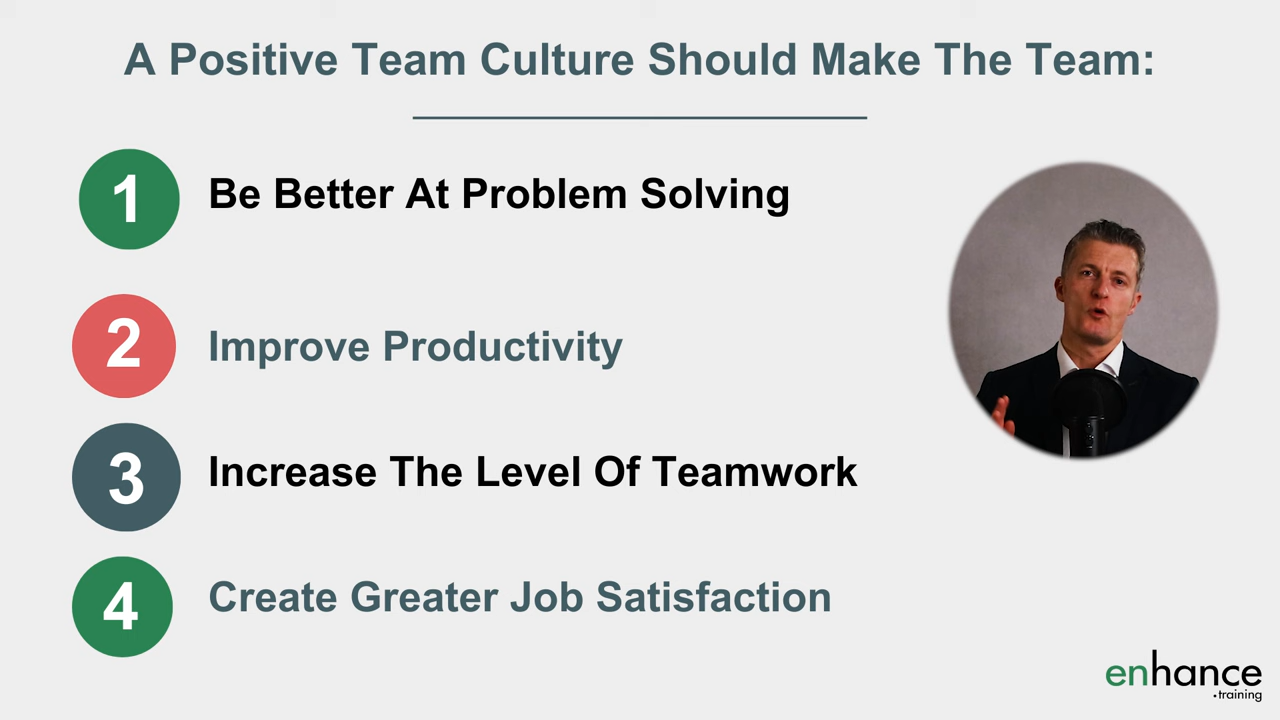 A Positive Team Culture Should Make The Team:
1 Be Better At Problem Solving
2 Improve Productivity
3 Increase The Level Of Teamwork
4 Create Greater Job Satisfaction
enhance
.training